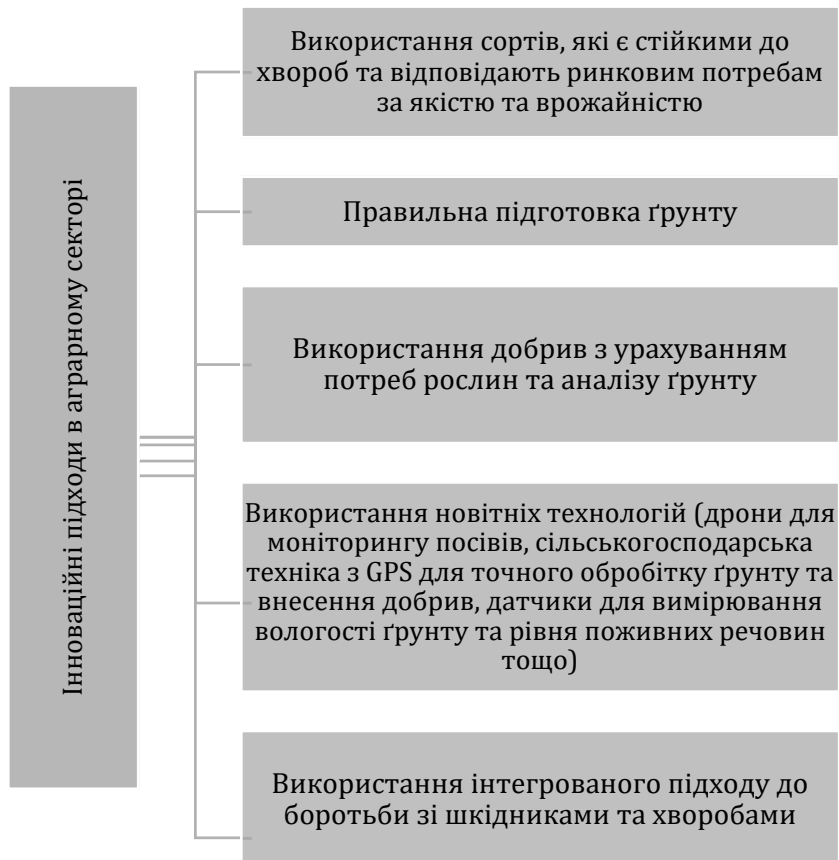 Інноваційні підходи в аграрному секторі
Використання сортів, які є стійкими до
хвороб та відповідають ринковим потребам
за якістю та врожайністю
Правильна підготовка ґрунту
Використання добрив з урахуванням
потреб рослин та аналізу ґрунту
Використання новітніх технологій (дрони для
моніторингу посівів, сільськогосподарська
техніка з GPS для точного обробітку ґрунту та
внесення добрив, датчики для вимірювання
вологості ґрунту та рівня поживних речовин
тощо)
Використання інтегрованого підходу до
боротьби зі шкідниками та хворобами